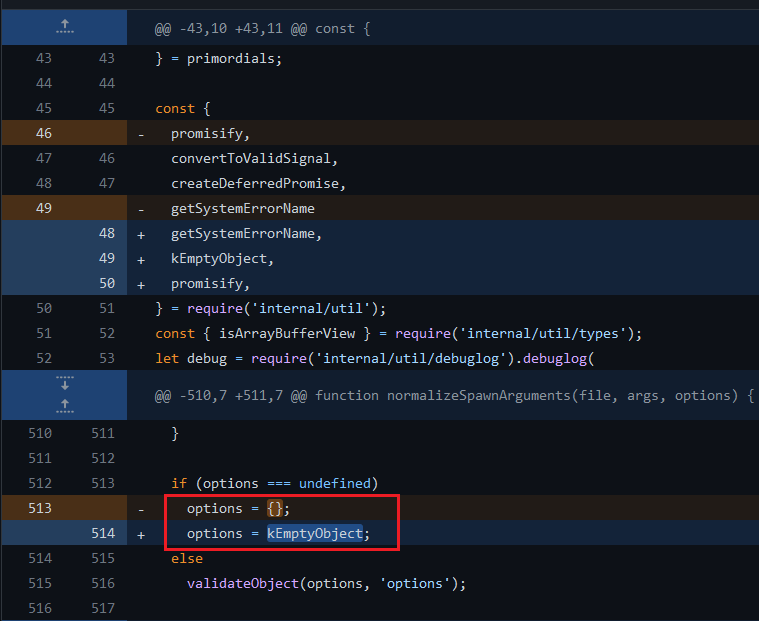 @@ -43,10 +43,11 @@ const {
43 43 } = primordials;
44 44
45 45 const {
46 - promisify,
47 46 convertToValidSignal,
48 47 createDeferredPromise,
49 - getSystemErrorName
48 + getSystemErrorName,
49 + kEmptyObject,
50 + promisify,
50 51 } = require('internal/util');
51 52 const { isArrayBufferView } = require('internal/util/types');
52 53 let debug = require('internal/util/debuglog').debuglog(
@@ -510,7 +511,7 @@ function normalizeSpawnArguments(file, args, options) {
510 511 }
511 512
512 513 if (options === undefined)
513 - options = {};
514 + options = kEmptyObject;
514 515 else
515 516 validateObject(options, 'options');
516 517